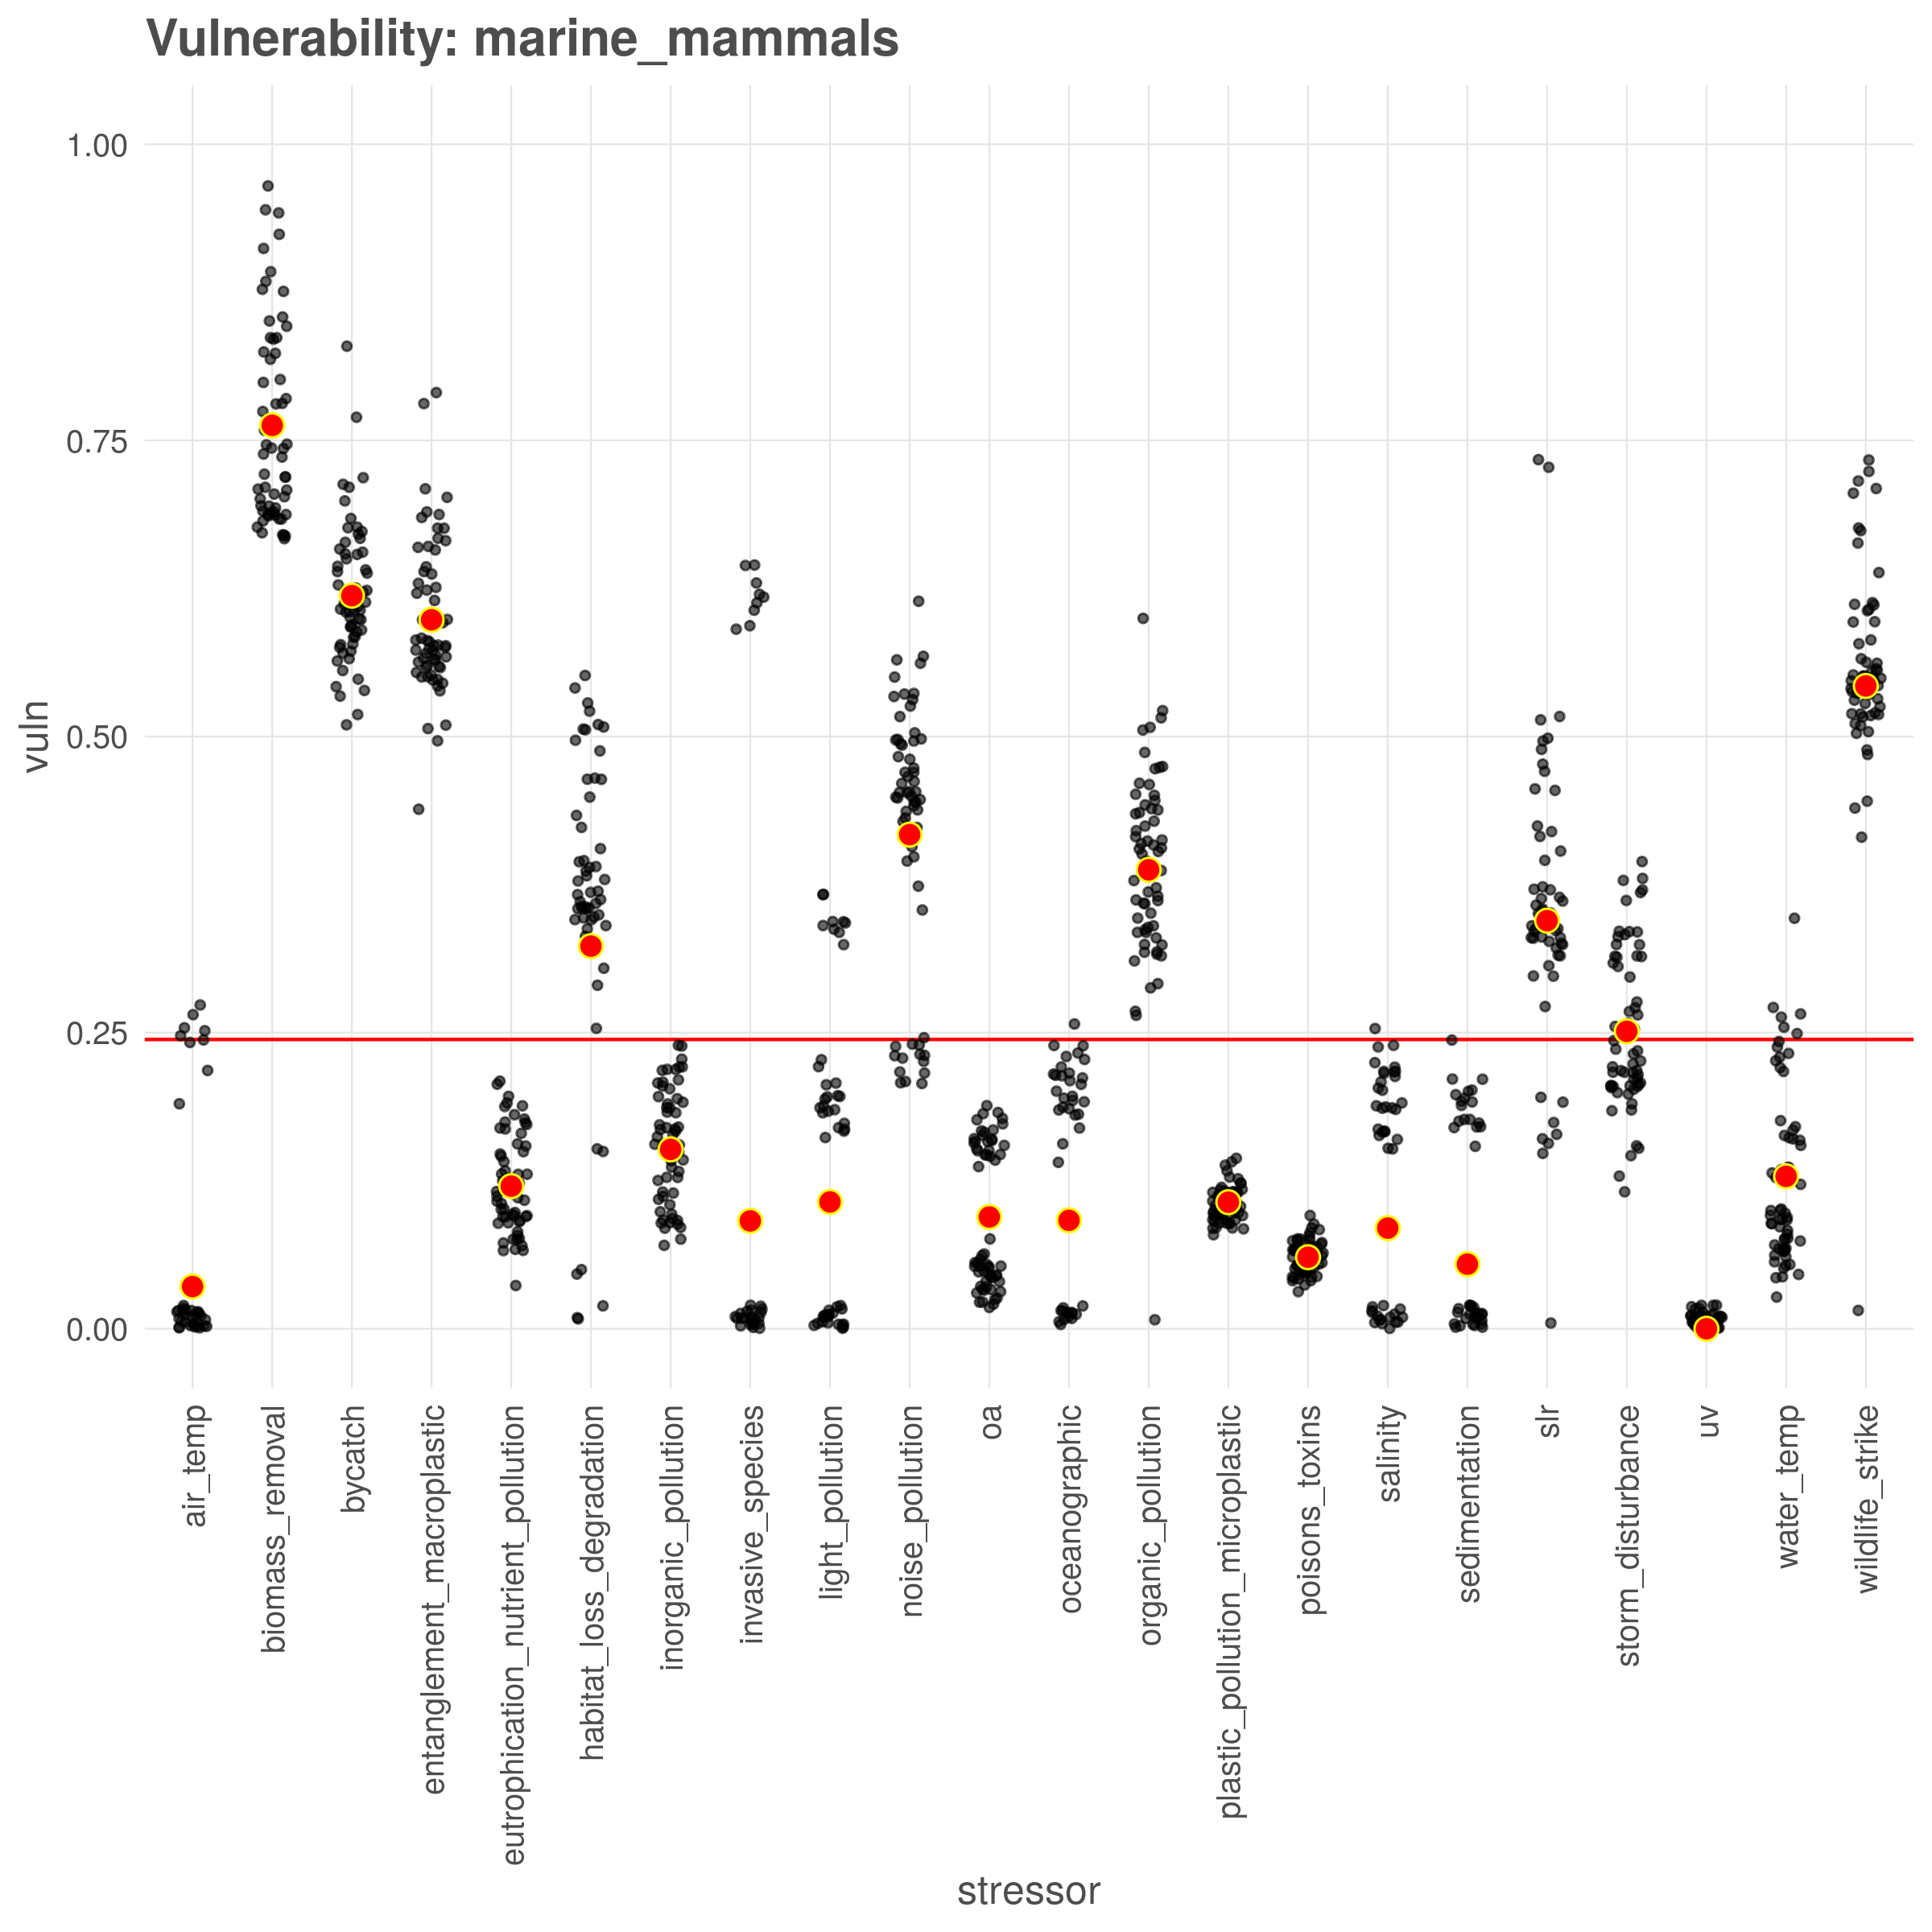 Vulnerability: marine_mammals
vuln
1.00
0.75
0.50
0.25
0.00
air_temp
biomass_removal
bycatch
entanglement_macroplastic
eutrophication_nutrient_pollution
habitat_loss_degradation
inorganic_pollution
invasive_species
light_pollution
noise_pollution
oa
oceanographic
organic_pollution
plastic_pollution_microplastic
poisons_toxins
salinity
sedimentation
slr
storm_disturbance
uv
water_temp
wildlife_strike
stressor